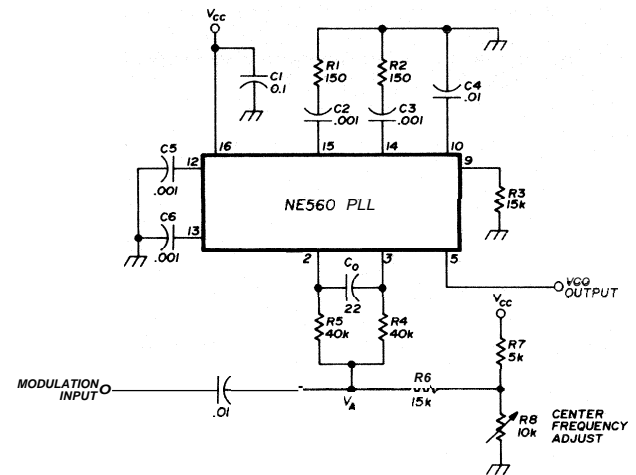 VCC
C1
0.1
R1
150
R2
150
C4
.01
C2
.001
C3
.001
C5
.001
12
16
15
14
10
9
NE560 PLL
R3
15k
C6
.001
13
2
3
5
CO
22
VCO
OUTPUT
VCC
R5
40k
R4
40k
R7
5k
MODULATION
INPUT
.01
VA
R6
15k
R8
10k
CENTER
FREQUENCY
ADJUST